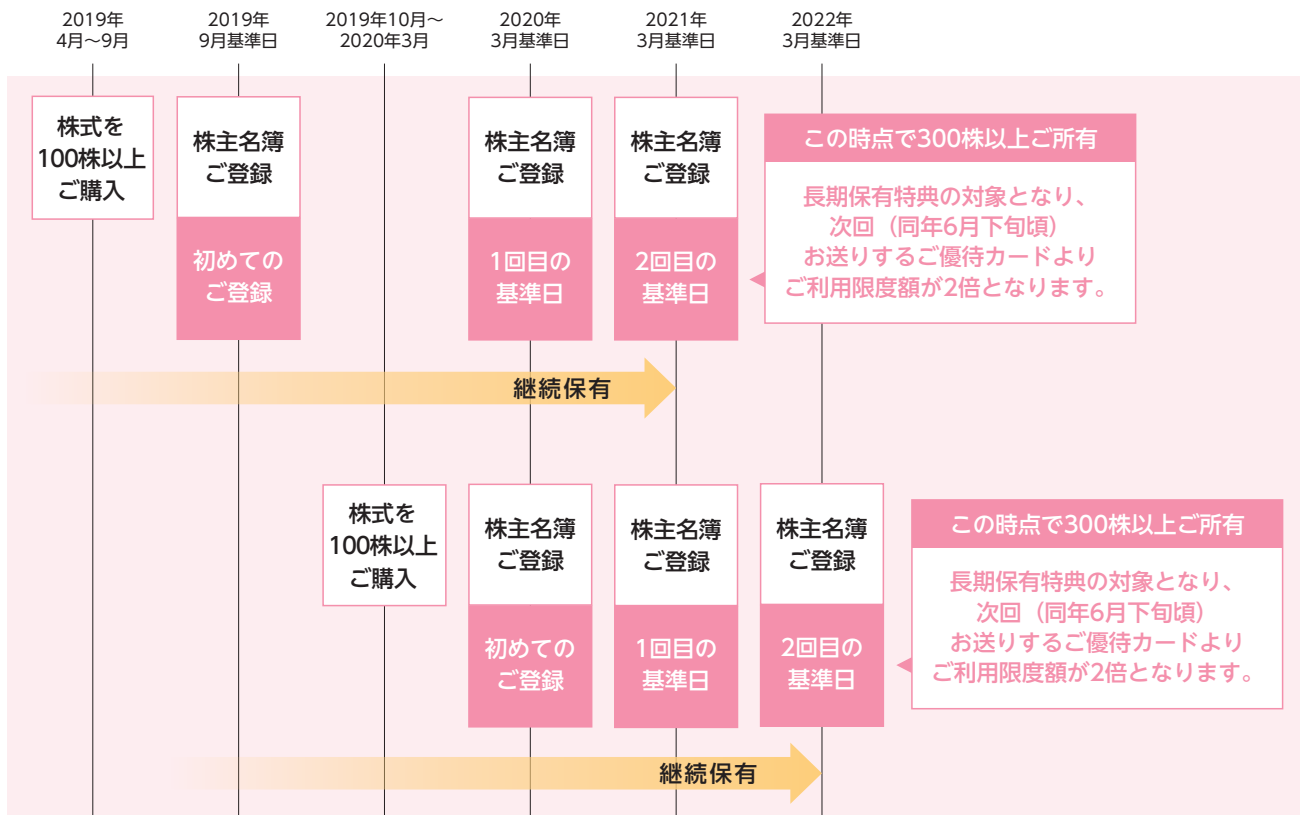 2019年
4月～9月
2019年
9月基準日
2019年10月～
2020年3月
2020年
3月基準日
2021年
3月基準日
2022年
3月基準日
株式を
100株以上
ご購入
株主名簿
ご登録
初めての
ご登録
株主名簿
ご登録
1回目の
基準日
株主名簿
ご登録
2回目の
基準日
この時点で300株以上ご所有
長期保有特典の対象となり、
次回（同年6月下旬頃）
お送りするご優待カードより
ご利用限度額が2倍となります。
継続保有
株式を
100株以上
ご購入
株主名簿
ご登録
初めての
ご登録
株主名簿
ご登録
1回目の
基準日
株主名簿
ご登録
2回目の
基準日
この時点で300株以上ご所有
長期保有特典の対象となり、
次回（同年6月下旬頃）
お送りするご優待カードより
ご利用限度額が2倍となります。
継続保有